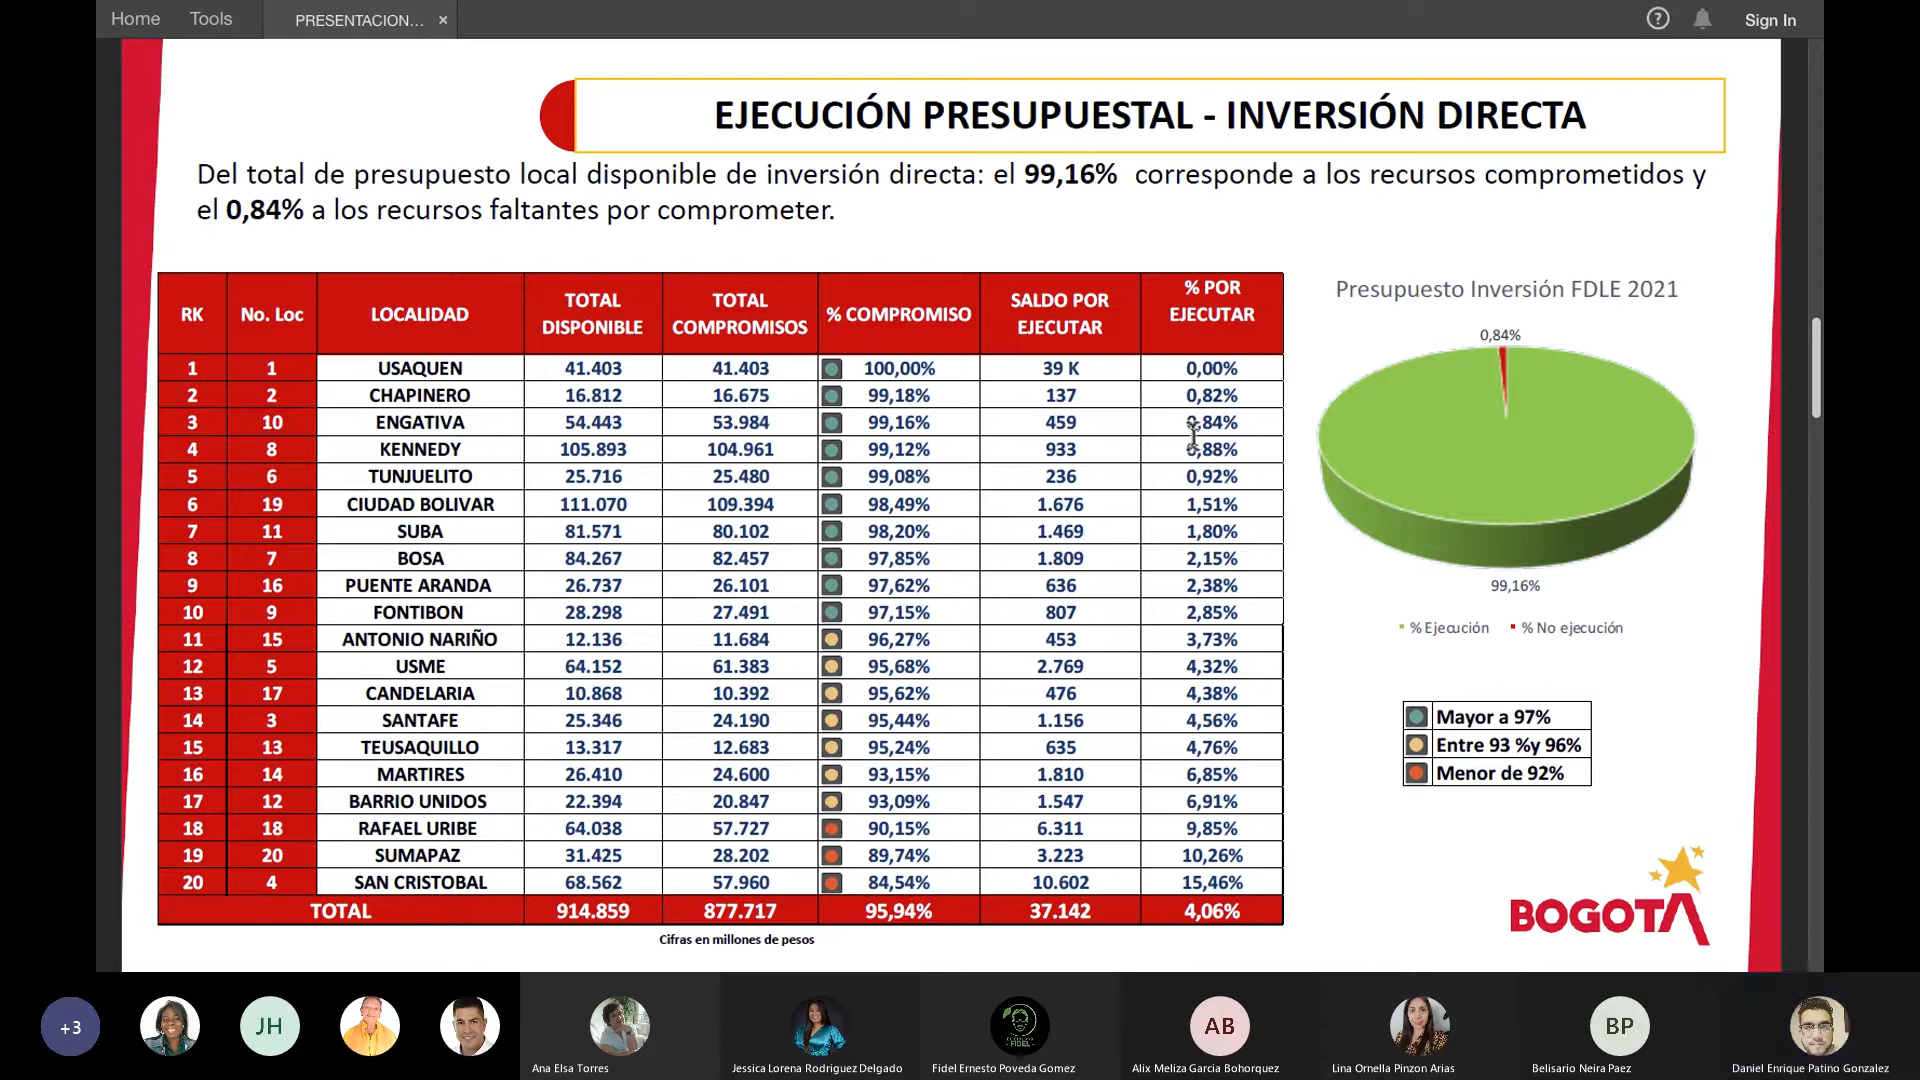 Home Tools PRESENTACION... × ? Sign In
EJECUCIÓN PRESUPUESTAL - INVERSIÓN DIRECTA
Del total de presupuesto local disponible de inversión directa: el 99,16% corresponde a los recursos comprometidos y
el 0,84% a los recursos faltantes por comprometer.
RK No. Loc LOCALIDAD TOTAL DISPONIBLE TOTAL COMPROMISOS % COMPROMISO SALDO POR EJECUTAR % POR EJECUTAR
1 1 USAQUEN 41.403 41.403 100,00% 39 K 0,00%
2 2 CHAPINERO 16.812 16.675 99,18% 137 0,82%
3 10 ENGATIVA 54.443 53.984 99,16% 459 0,84%
4 8 KENNEDY 105.893 104.961 99,12% 933 0,88%
5 6 TUNJUELITO 25.716 25.480 99,08% 236 0,92%
6 19 CIUDAD BOLIVAR 111.070 109.394 98,49% 1.676 1,51%
7 11 SUBA 81.571 80.102 98,20% 1.469 1,80%
8 7 BOSA 84.267 82.457 97,85% 1.809 2,15%
9 16 PUENTE ARANDA 26.737 26.101 97,62% 636 2,38%
10 9 FONTIBON 28.298 27.491 97,15% 807 2,85%
11 15 ANTONIO NARIÑO 12.136 11.684 96,27% 453 3,73%
12 5 USME 64.152 61.383 95,68% 2.769 4,32%
13 17 CANDELARIA 10.868 10.392 95,62% 476 4,38%
14 3 SANTAFE 25.346 24.190 95,44% 1.156 4,56%
15 13 TEUSAQUILLO 13.317 12.683 95,24% 635 4,76%
16 14 MARTIRES 26.410 24.600 93,15% 1.810 6,85%
17 12 BARRIO UNIDOS 22.394 20.847 93,09% 1.547 6,91%
18 18 RAFAEL URIBE 64.038 57.727 90,15% 6.311 9,85%
19 20 SUMAPAZ 31.425 28.202 89,74% 3.223 10,26%
20 4 SAN CRISTOBAL 68.562 57.960 84,54% 10.602 15,46%
TOTAL 914.859 877.717 95,94% 37.142 4,06%
Cifras en millones de pesos
Presupuesto Inversión FDLE 2021
0,84%
99,16%
% Ejecución % No ejecución
Mayor a 97%
Entre 93 %y 96%
Menor de 92%
BOGOTA
+3 JH AB BP
Ana Elsa Torres Jessica Lorena Rodriguez Delgado Fidel Ernesto Poveda Gomez Alix Meliza Garcia Bohorquez Lina Ornella Pinzon Arias Belisario Neira Paez Daniel Enrique Patino Gonzalez